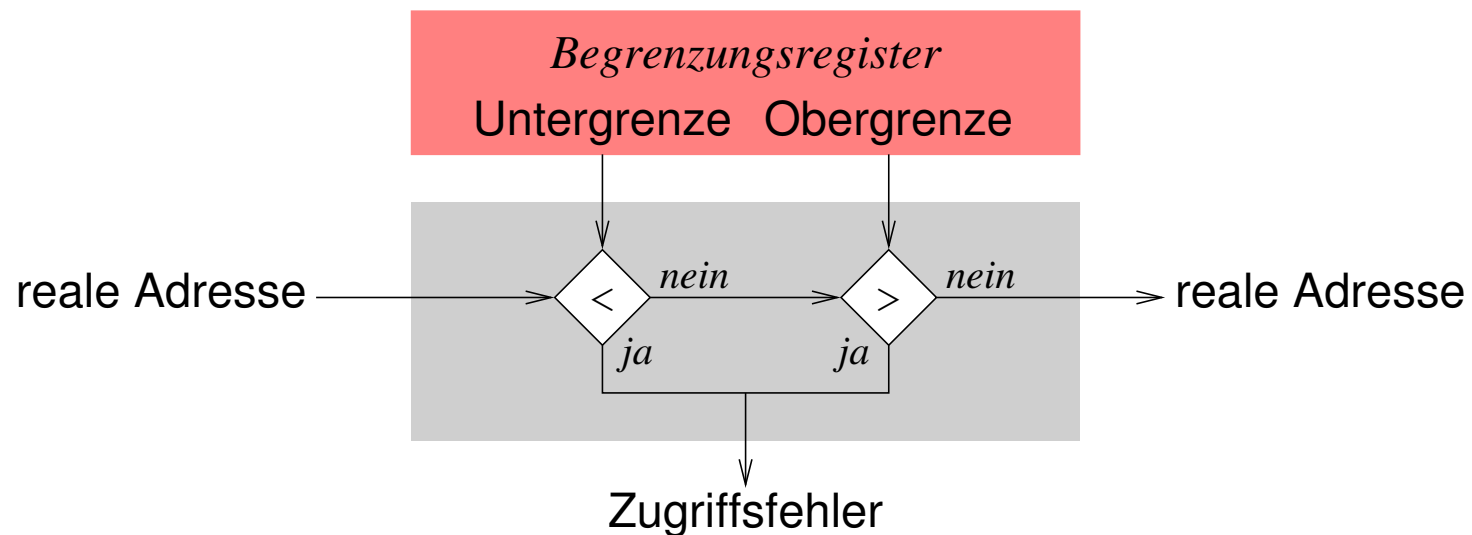 Begrenzungsregister
Untergrenze Obergrenze
reale Adresse < nein > nein reale Adresse
ja ja
Zugriffsfehler